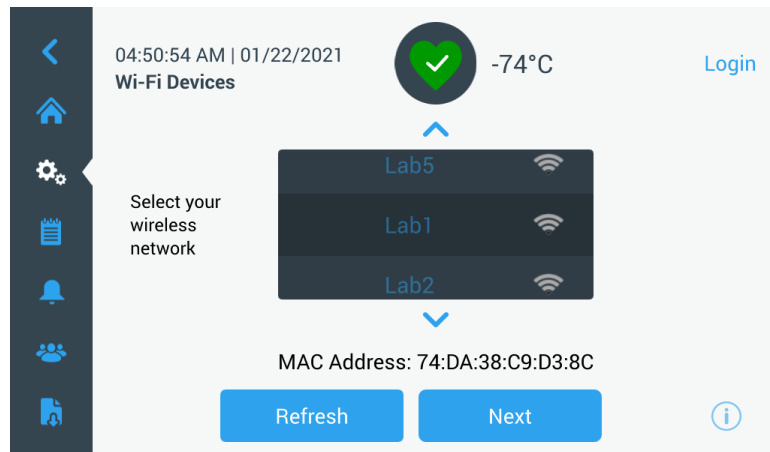 04:50:54 AM | 01/22/2021
Wi-Fi Devices
-74°C
Login
Lab5
Select your
wireless
network
Lab1
Lab2
MAC Address: 74:DA:38:C9:D3:8C
Refresh
Next
i